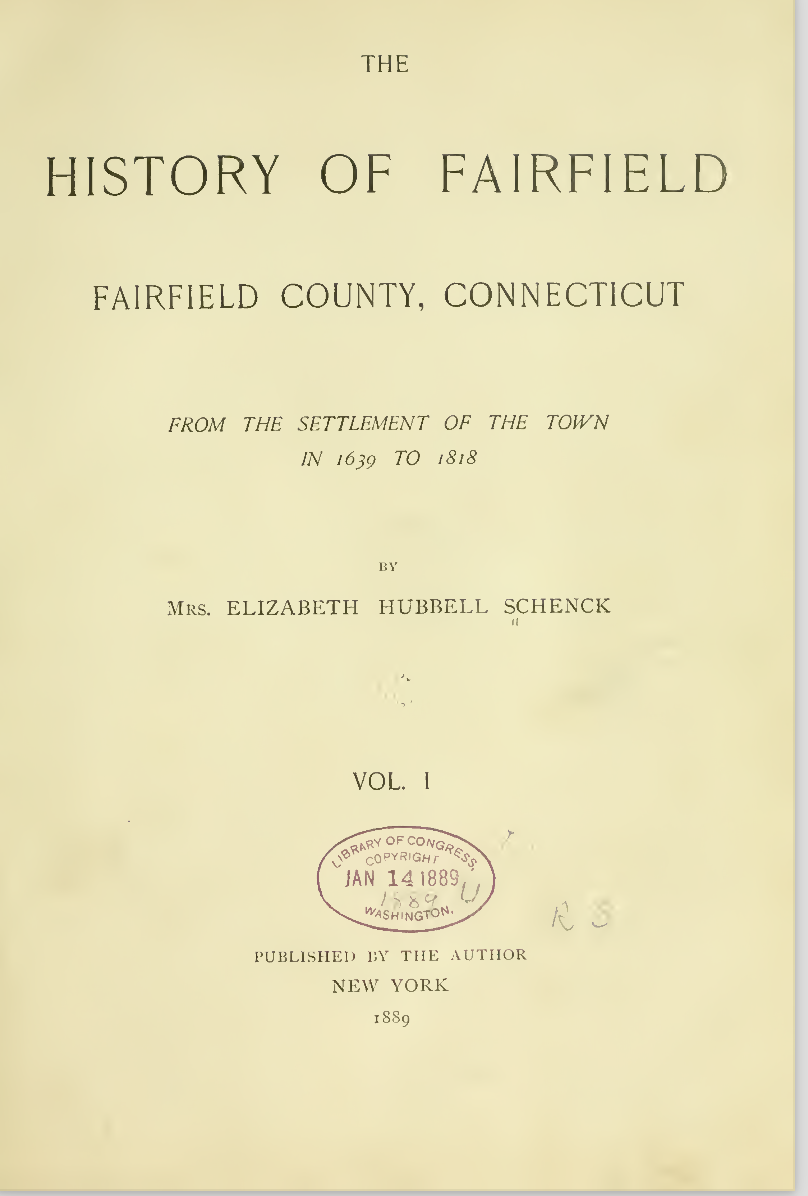 THE
HISTORY OF FAIRFIELD
FAIRFIELD COUNTY, CONNECTICUT
FROM THE SETTLEMENT OF THE TOWN
IN 1639 TO 1818
BY
MRS. ELIZABETH HUBBELL SCHENCK
VOL. I
LIBRARY OF CONGRESS,
COPYRIGHT
JAN 14 1889
1889 U
WASHINGTON.
R S
PUBLISHED BY THE AUTHOR
NEW YORK
1889